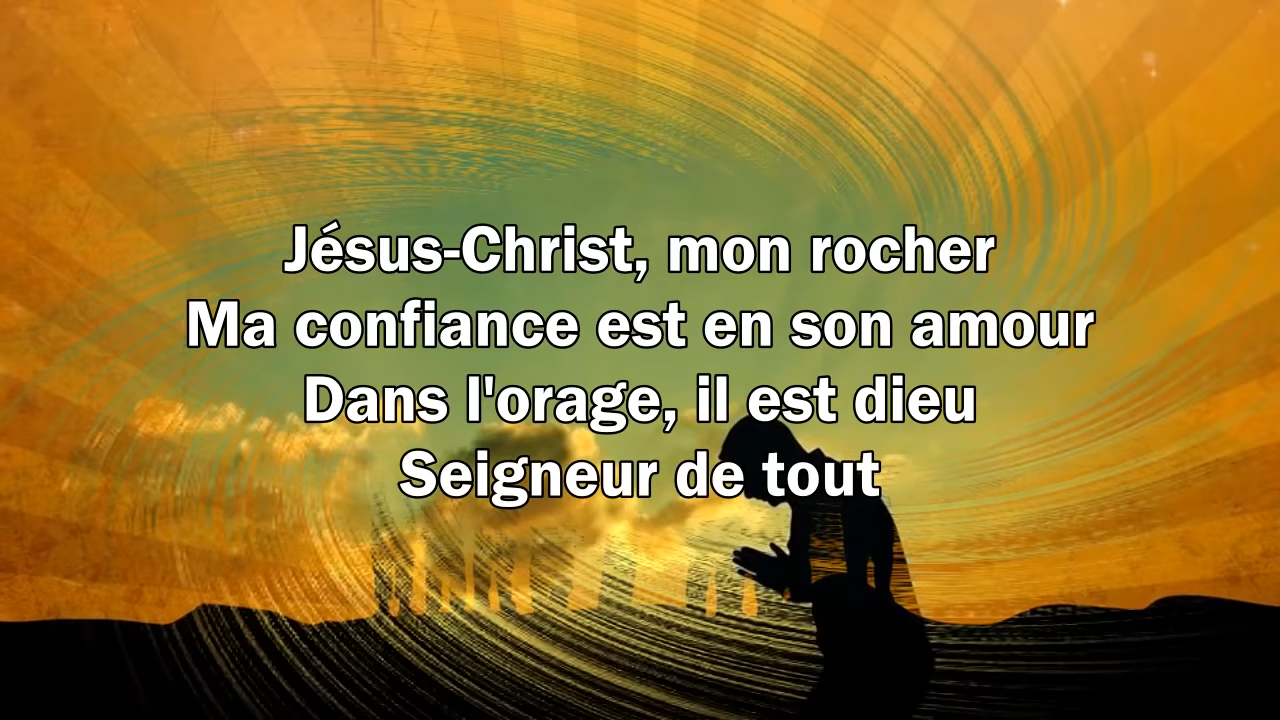 Jésus-Christ, mon rocher
Ma confiance est en son amour
Dans l'orage, il est dieu
Seigneur de tout